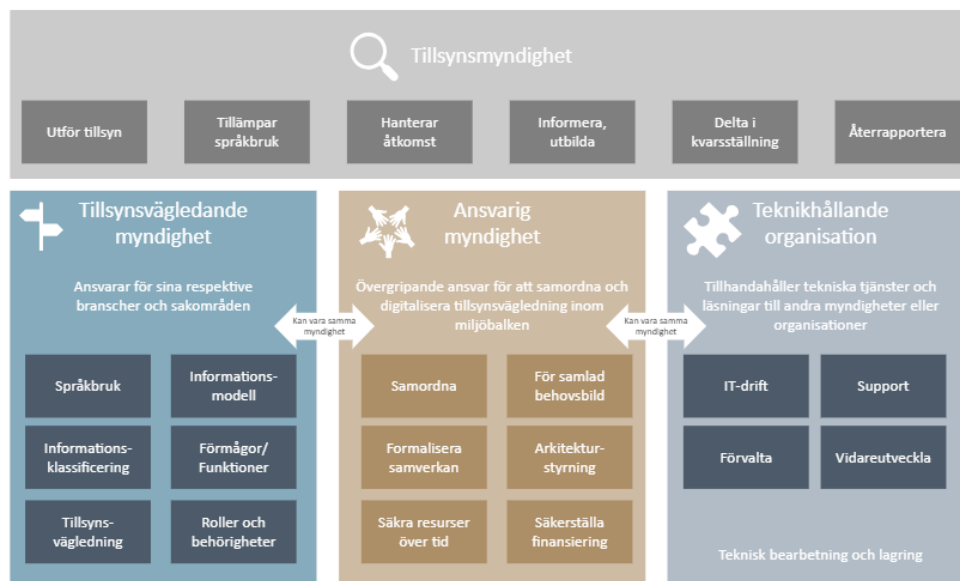 Tillsynsmyndighet
Utför tillsyn
Tillämpar
språkbruk
Hanterar
åtkomst
Informera,
utbilda
Delta i
kvarsställning
Återrapportera
Tillsynsvägledande
myndighet
Ansvarar för sina respektive
branscher och sakområden
Kan vara samma
myndighet
Språkbruk
Informations-
modell
Informations-
klassificering
Förmågor/
Funktioner
Tillsyns-
vägledning
Roller och
behörigheter
Ansvarig
myndighet
Övergripande ansvar för att samordna och
digitalisera tillsynsvägledning inom
miljöbalken
Kan vara samma
myndighet
Samordna
För samlad
behovsbild
Formalisera
samverkan
Arkitektur-
styrning
Säkra resurser
över tid
Säkerställa
finansiering
Teknikhållande
organisation
Tillhandahåller tekniska tjänster och
läsningar till andra myndigheter eller
organisationer
IT-drift
Support
Förvalta
Vidareutveckla
Teknisk bearbetning och lagring